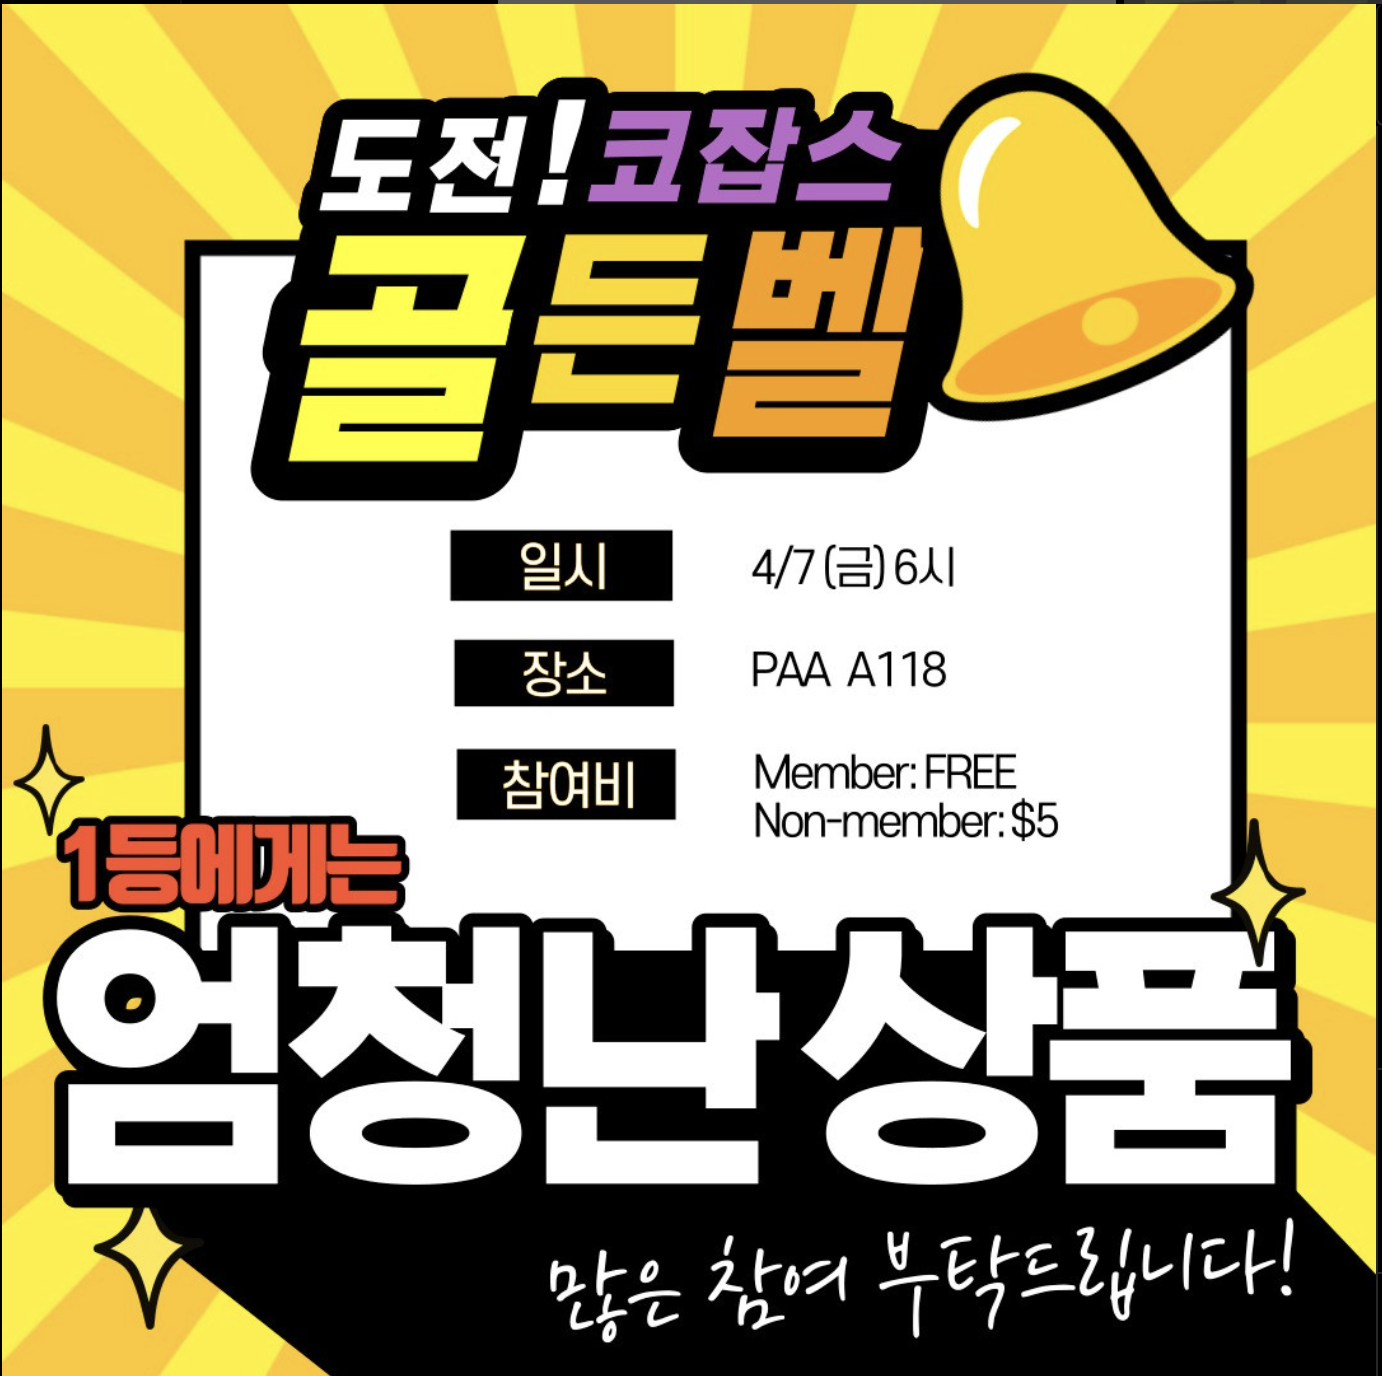 도전! 코잡스
골든벨
일시 4/7 (금) 6시
장소 PAA A118
참여비 Member: FREE
Non-member: $5
1등에게는
엄청난 상품
많은 참여 부탁드립니다!